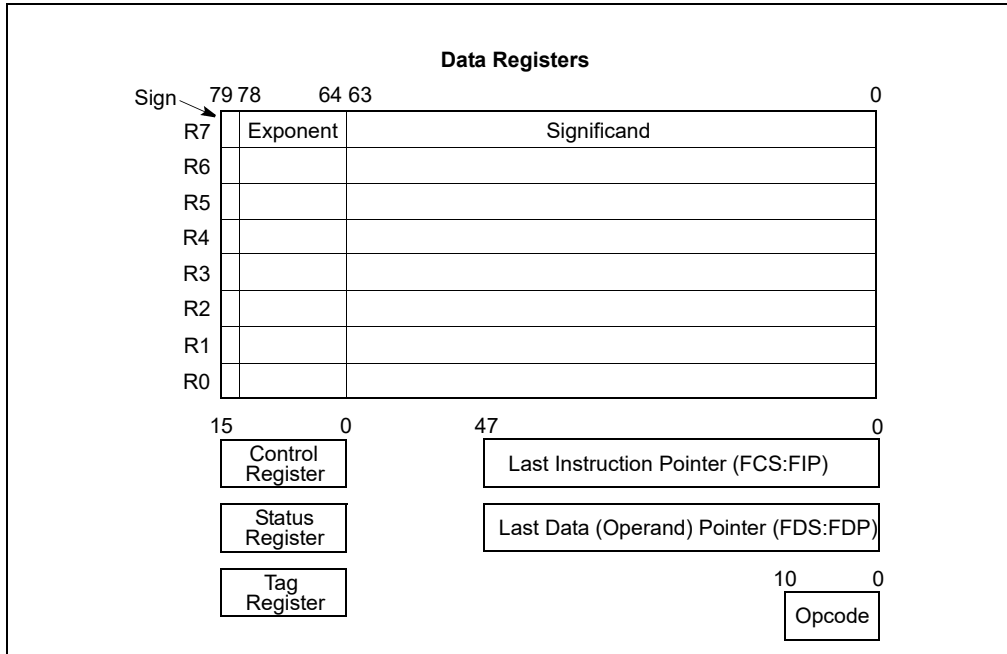 Data Registers
Sign 79 78 64 63 0
R7 Exponent Significand
R6
R5
R4
R3
R2
R1
R0
15 0 47 0
Control
Register
Last Instruction Pointer (FCS:FIP)
Status
Register
Last Data (Operand) Pointer (FDS:FDP)
Tag
Register
10 0
Opcode